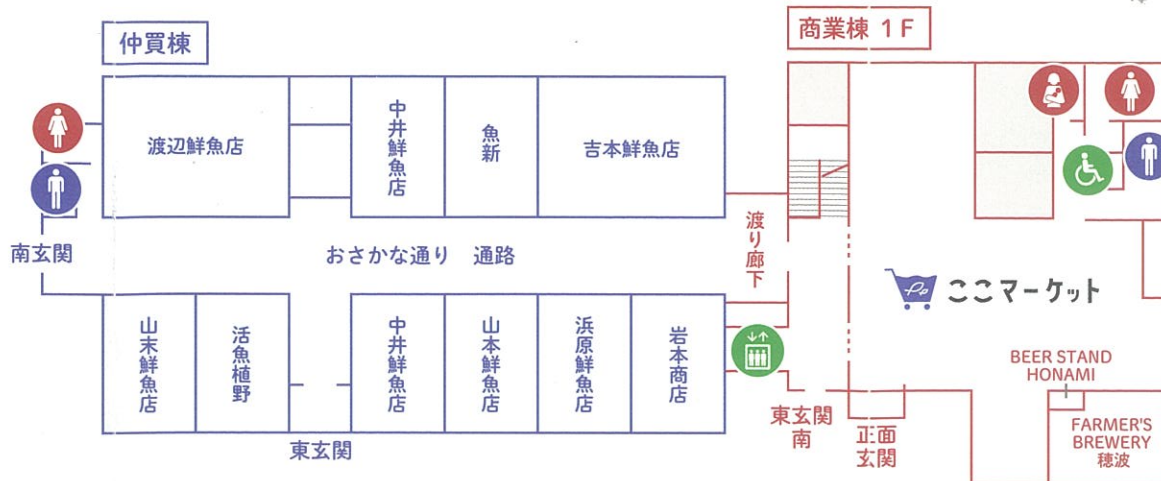 仲買棟
商業棟 1F
渡辺鮮魚店
中井鮮魚店
魚新
吉本鮮魚店
南玄関
おさかな通り 通路
渡り廊下
ここマーケット
山末鮮魚店
活魚植野
中井鮮魚店
山本鮮魚店
浜原鮮魚店
岩本商店
東玄関
東玄関
南
正面
玄関
BEER STAND
HONAMI
FARMER'S
BREWERY
穂波